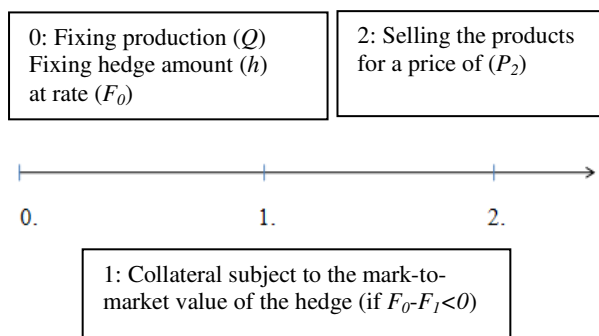 0: Fixing production (Q)
Fixing hedge amount (h)
at rate (F0)
2: Selling the products
for a price of (P2)
0.
1.
2.
1: Collateral subject to the mark-to-
market value of the hedge (if F0-F1<0)